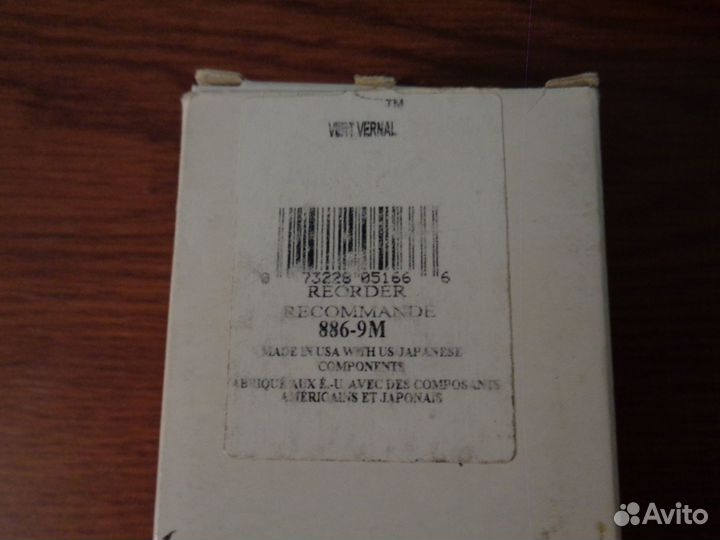 TM
VERT VERNAL
0 73228 05166 6
REORDER
RECOMMANDE
886-9M
MADE IN USA WITH US/JAPANESE
COMPONENTS
FABRIQUÉ AUX É.-U. AVEC DES COMPOSANTS
AMÉRICAINS ET JAPONAIS
Avito